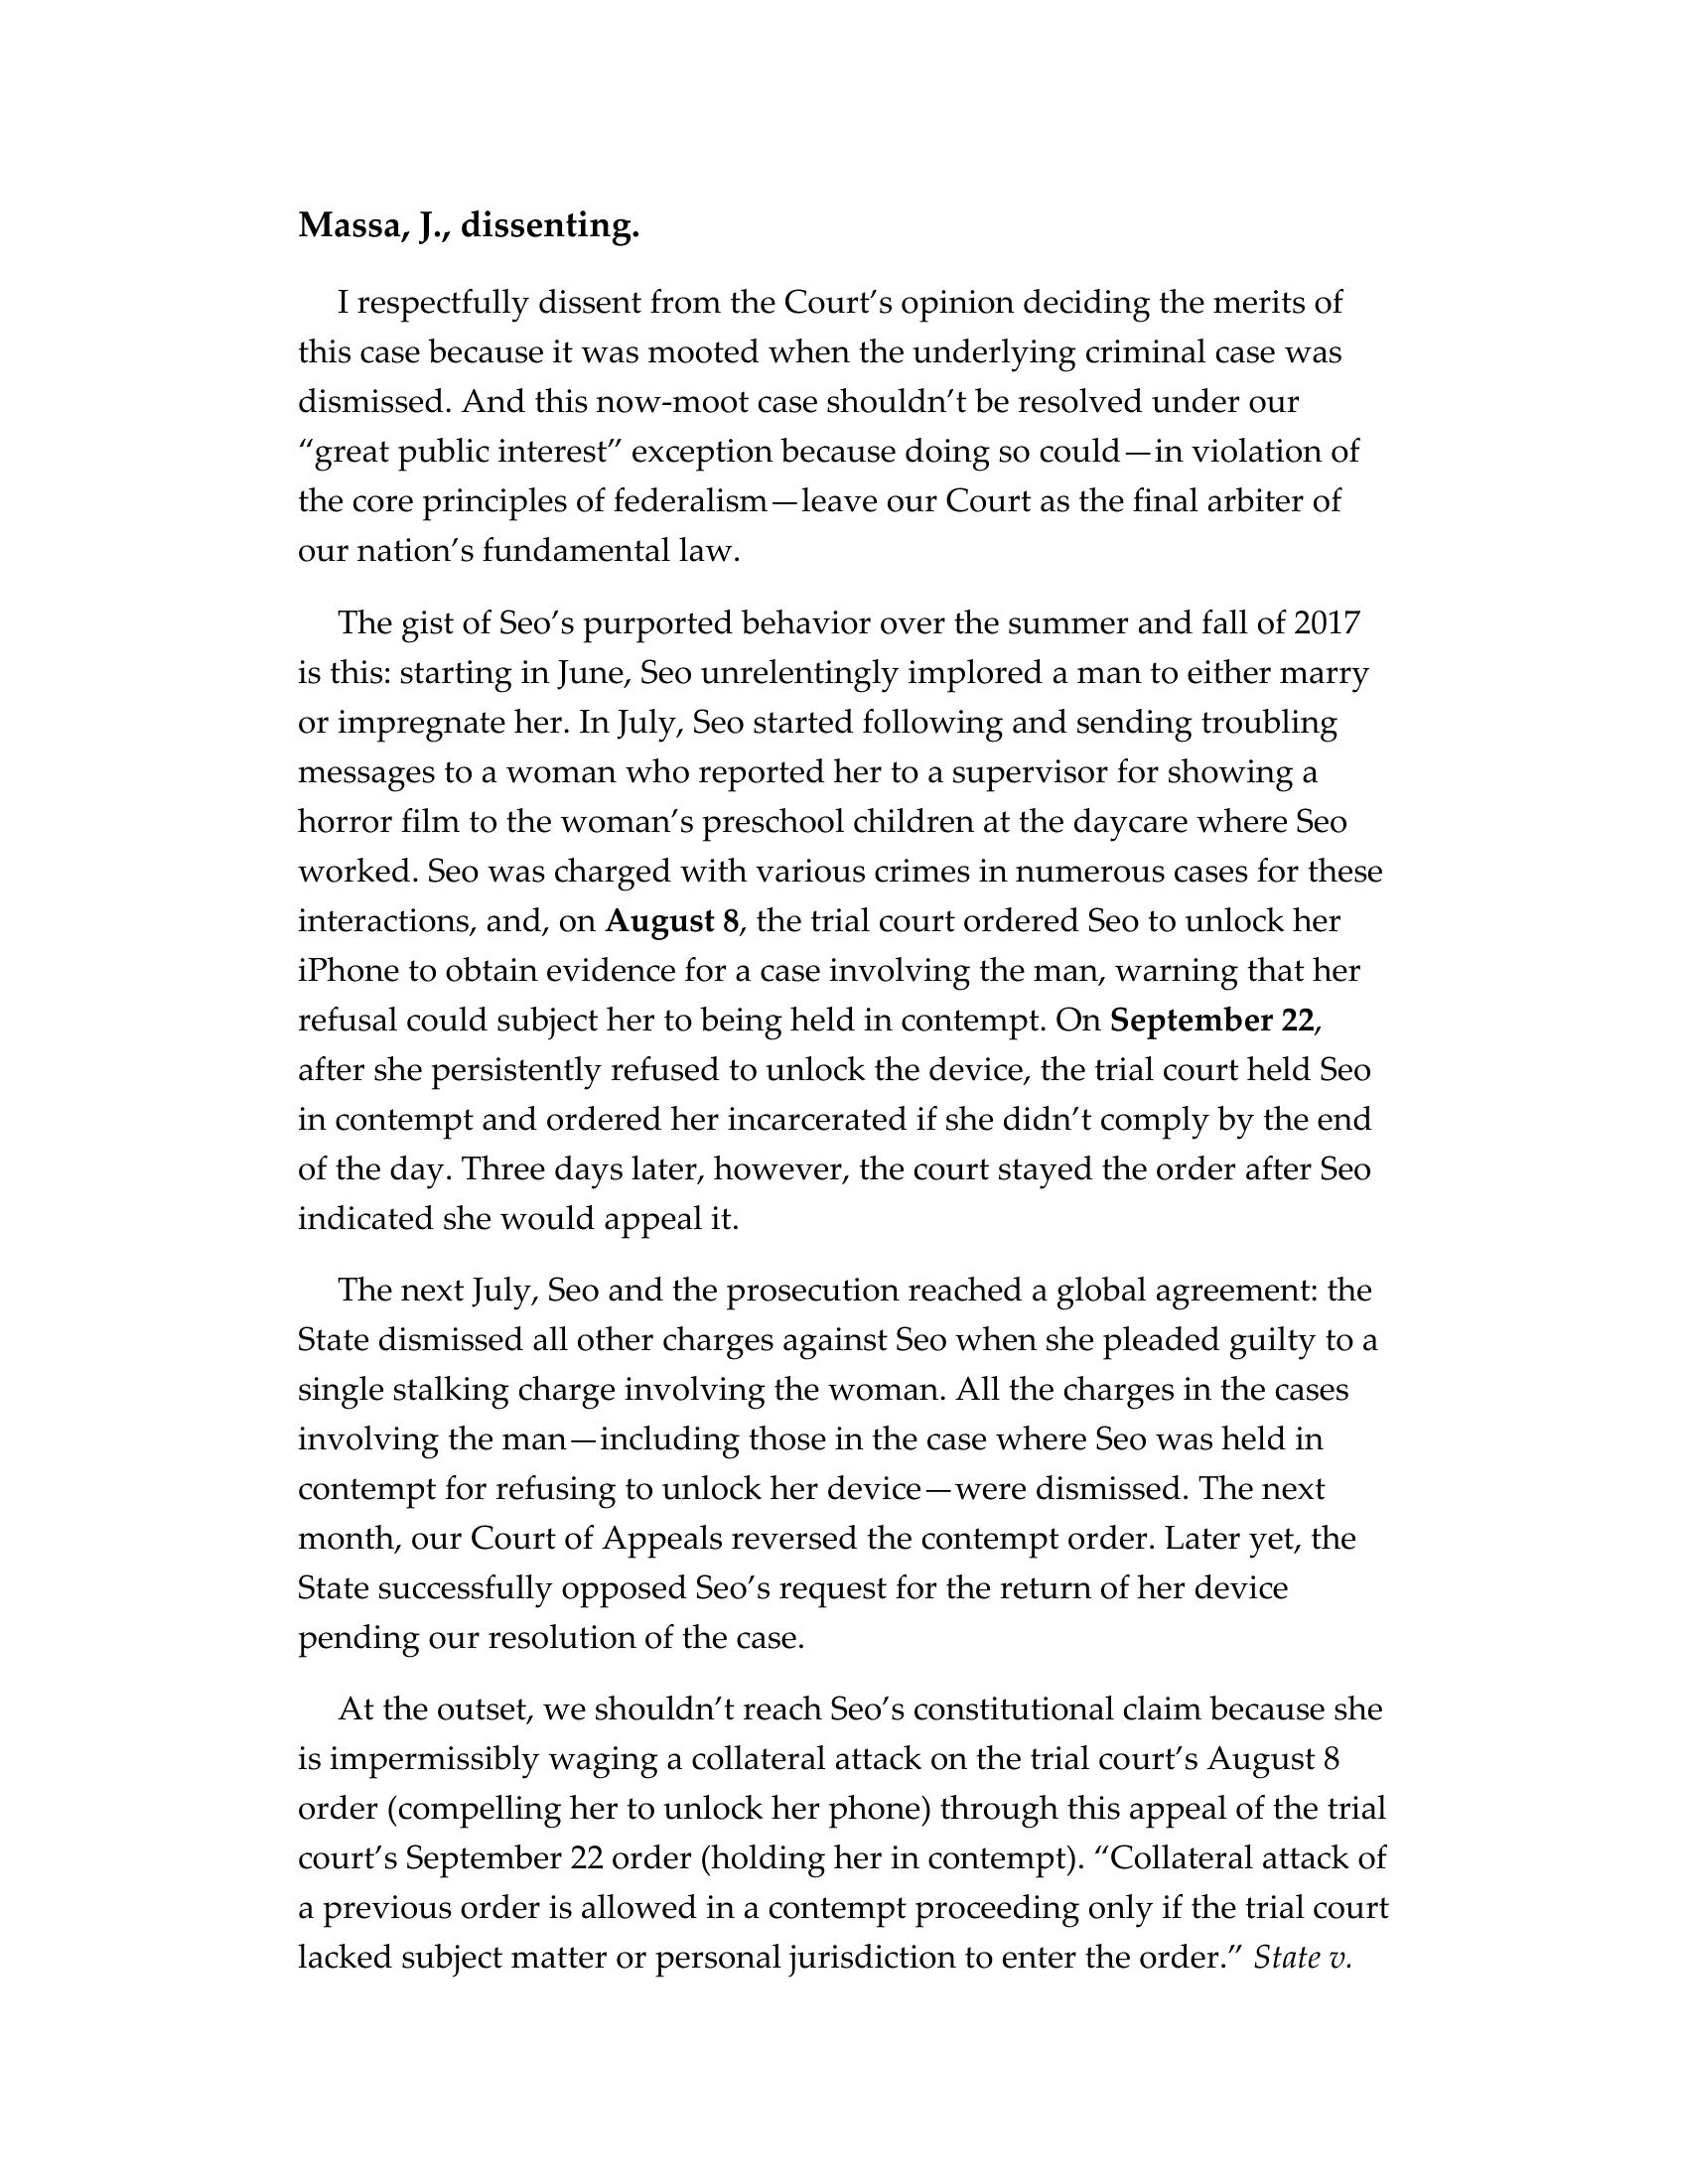 Massa, J., dissenting.
I respectfully dissent from the Court’s opinion deciding the merits of
this case because it was mooted when the underlying criminal case was
dismissed. And this now-moot case shouldn’t be resolved under our
“great public interest” exception because doing so could—in violation of
the core principles of federalism—leave our Court as the final arbiter of
our nation’s fundamental law.
The gist of Seo’s purported behavior over the summer and fall of 2017
is this: starting in June, Seo unrelentingly implored a man to either marry
or impregnate her. In July, Seo started following and sending troubling
messages to a woman who reported her to a supervisor for showing a
horror film to the woman’s preschool children at the daycare where Seo
worked. Seo was charged with various crimes in numerous cases for these
interactions, and, on August 8, the trial court ordered Seo to unlock her
iPhone to obtain evidence for a case involving the man, warning that her
refusal could subject her to being held in contempt. On September 22,
after she persistently refused to unlock the device, the trial court held Seo
in contempt and ordered her incarcerated if she didn’t comply by the end
of the day. Three days later, however, the court stayed the order after Seo
indicated she would appeal it.
The next July, Seo and the prosecution reached a global agreement: the
State dismissed all other charges against Seo when she pleaded guilty to a
single stalking charge involving the woman. All the charges in the cases
involving the man—including those in the case where Seo was held in
contempt for refusing to unlock her device—were dismissed. The next
month, our Court of Appeals reversed the contempt order. Later yet, the
State successfully opposed Seo’s request for the return of her device
pending our resolution of the case.
At the outset, we shouldn’t reach Seo’s constitutional claim because she
is impermissibly waging a collateral attack on the trial court’s August 8
order (compelling her to unlock her phone) through this appeal of the trial
court’s September 22 order (holding her in contempt). “Collateral attack of
a previous order is allowed in a contempt proceeding only if the trial court
lacked subject matter or personal jurisdiction to enter the order.” State v.